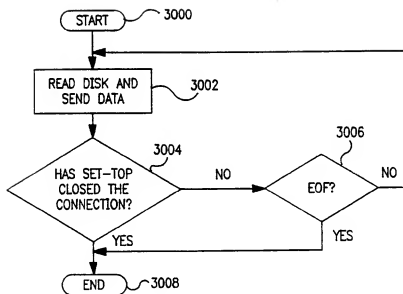 START
3000
READ DISK AND
SEND DATA
3002
3004
3006
HAS SET-TOP
CLOSED THE
CONNECTION?
NO
EOF?
NO
YES
YES
END
3008